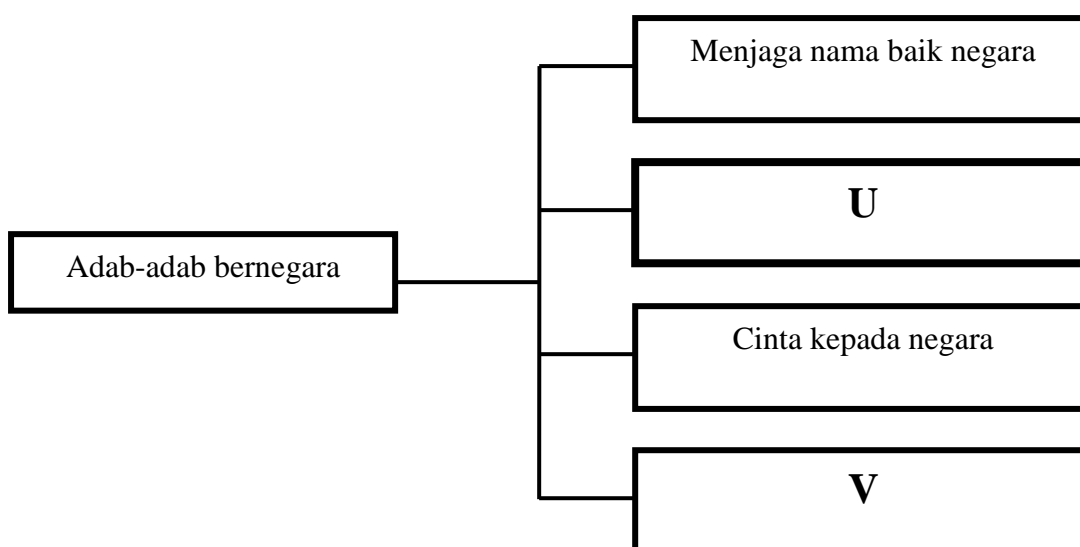 Menjaga nama baik negara
U
Adab-adab bernegara
Cinta kepada negara
V